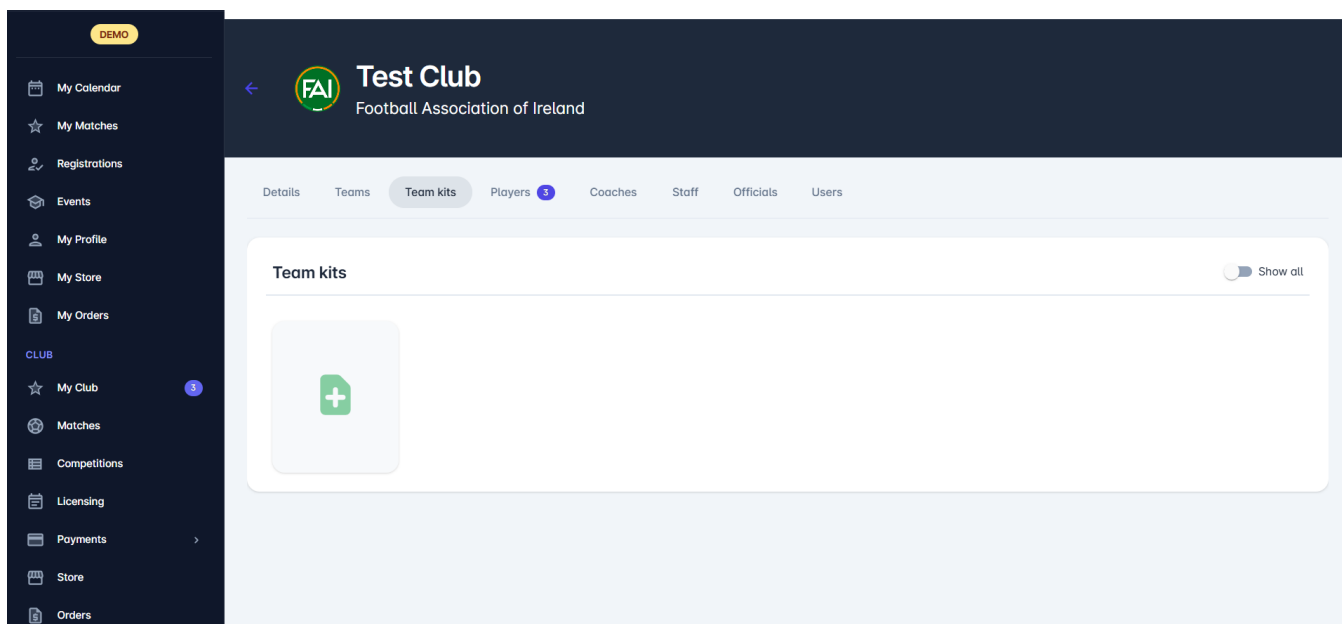 DEMO
My Calendar
My Matches
Registrations
Events
My Profile
My Store
My Orders
CLUB
My Club 3
Matches
Competitions
Licensing
Payments
Store
Orders
FAI
Test Club
Football Association of Ireland
Details Teams Team kits Players 3 Coaches Staff Officials Users
Team kits Show all